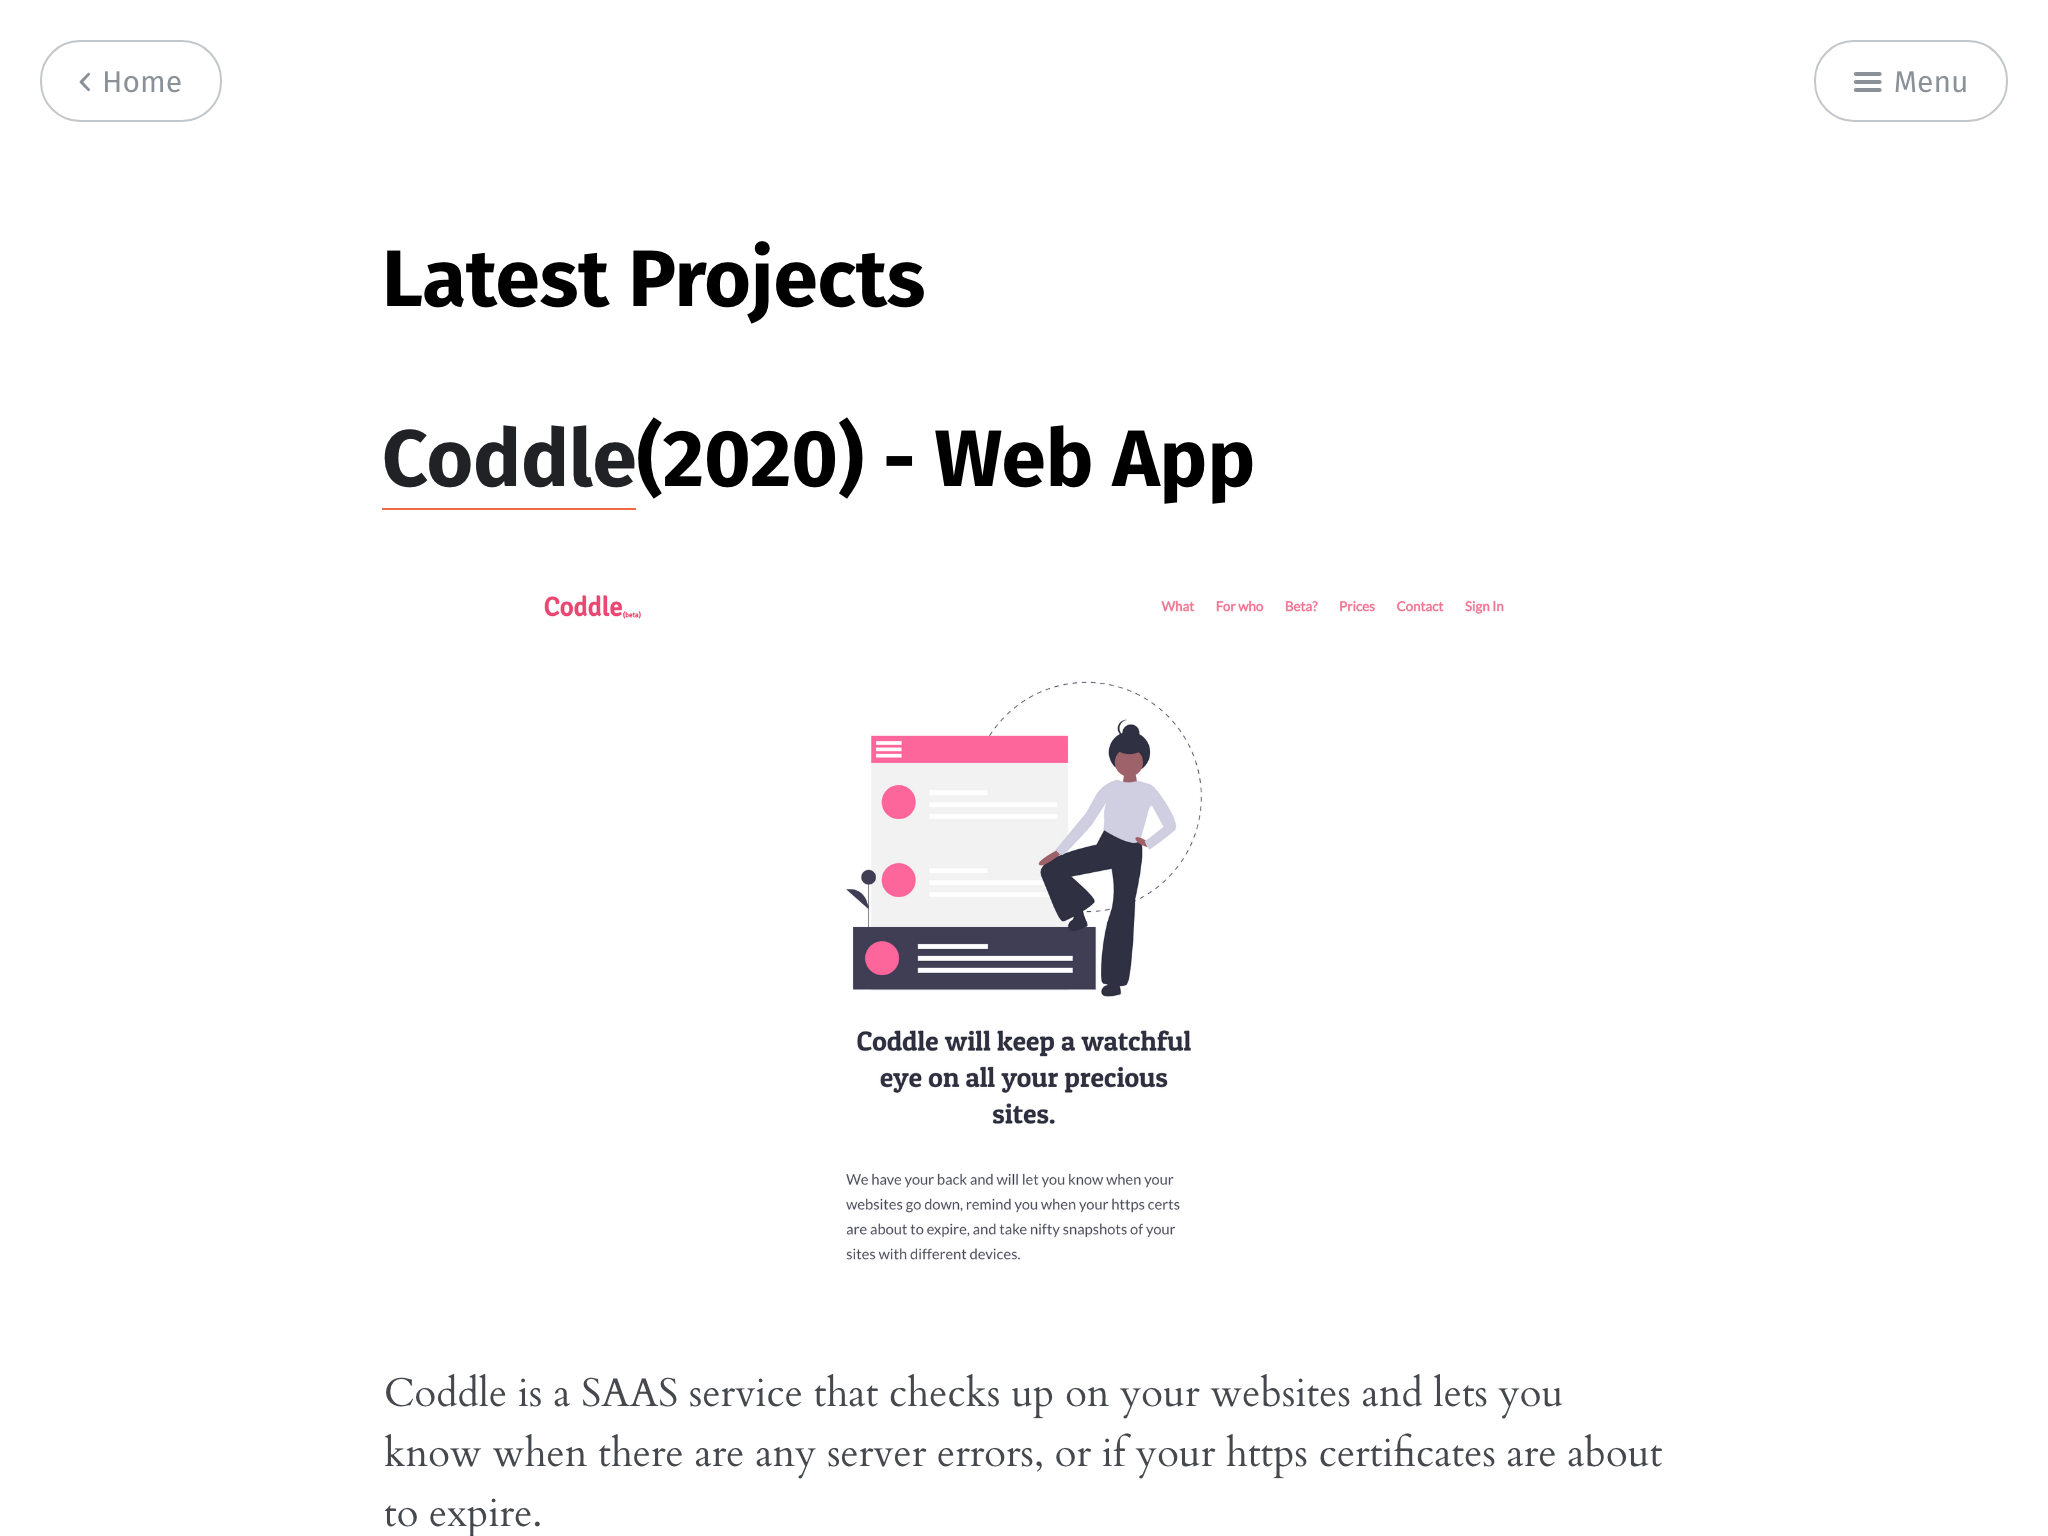 Home
Menu
Latest Projects
Coddle(2020) - Web App
Coddle(beta)
What For who Beta? Prices Contact Sign In
Coddle will keep a watchful
eye on all your precious
sites.
We have your back and will let you know when your
websites go down, remind you when your https certs
are about to expire, and take nifty snapshots of your
sites with different devices.
Coddle is a SAAS service that checks up on your websites and lets you
know when there are any server errors, or if your https certificates are about
to expire.